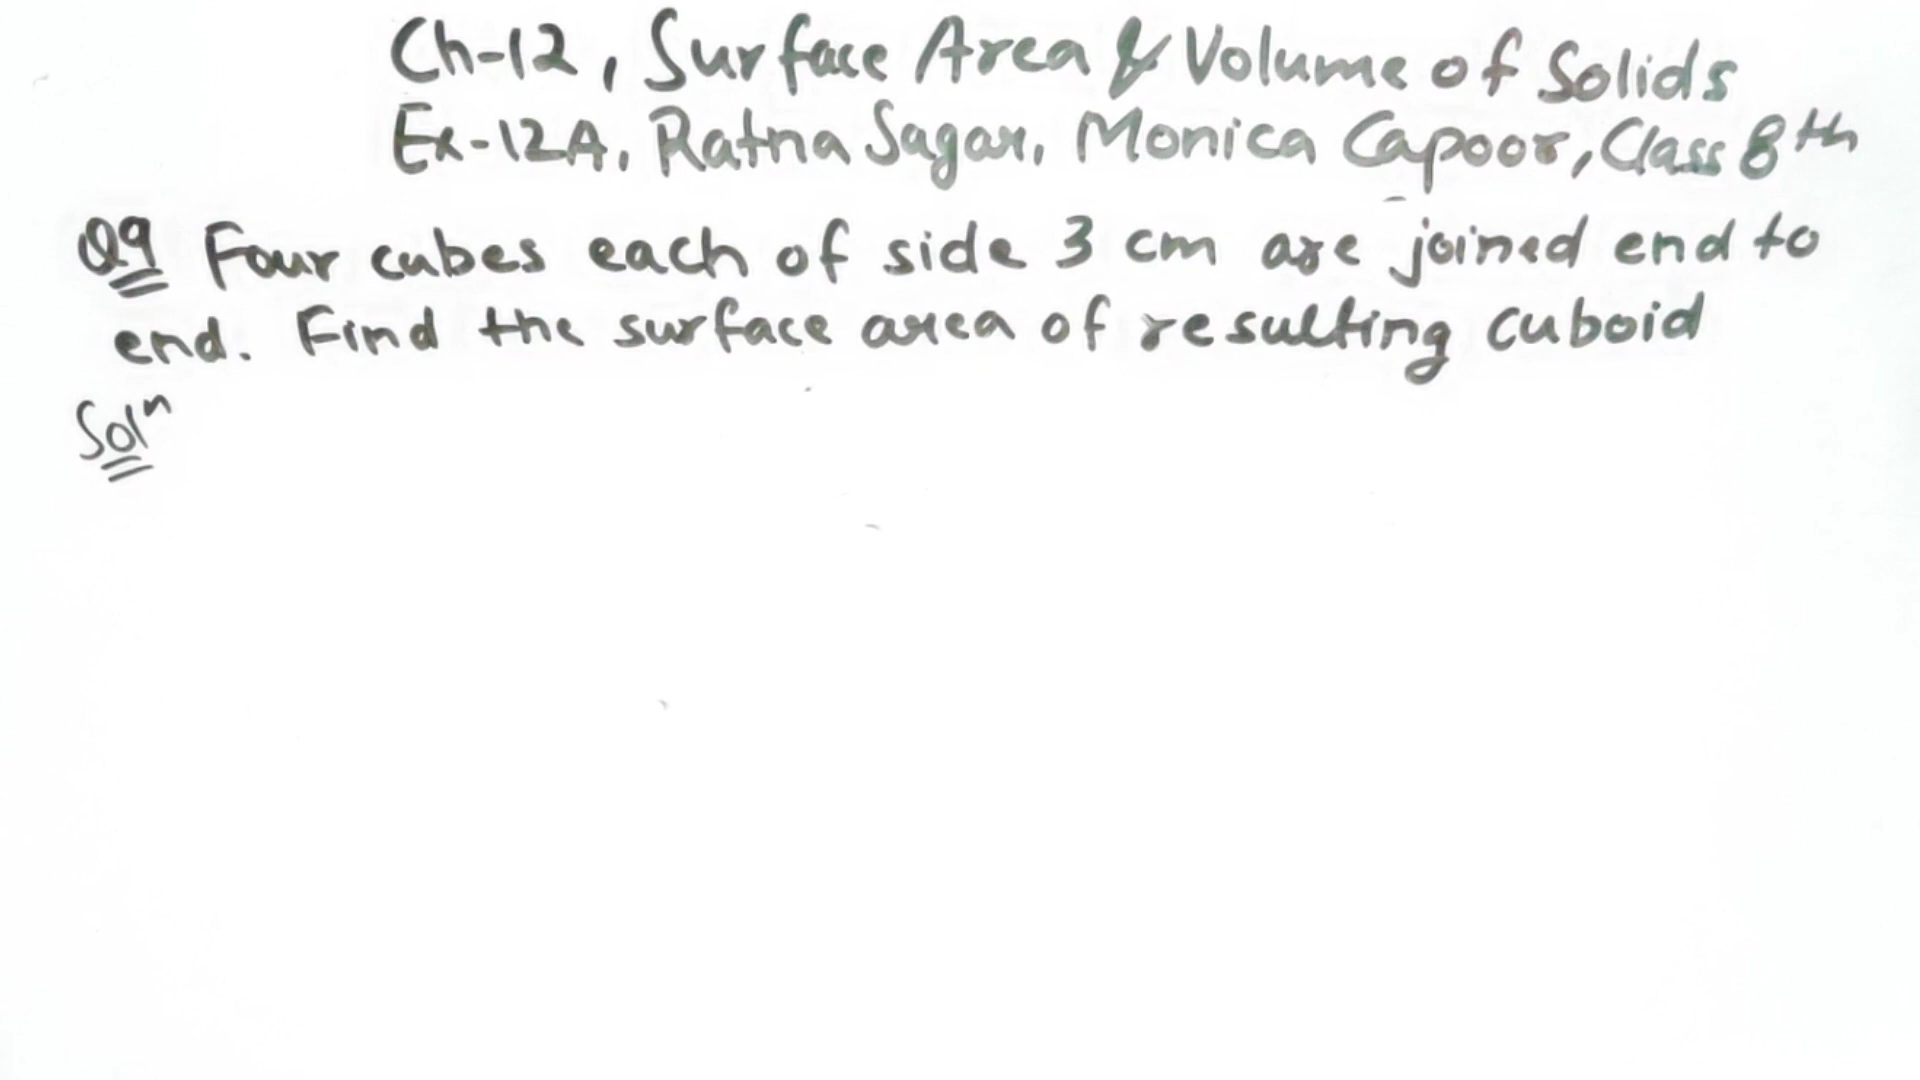 Ch-12, Surface Area & Volume of Solids
Ex-12A, Ratna Sagar, Monica Capoor, Class 8th
Q9 Four cubes each of side 3 cm are joined end to
end. Find the surface area of resulting cuboid
Soln